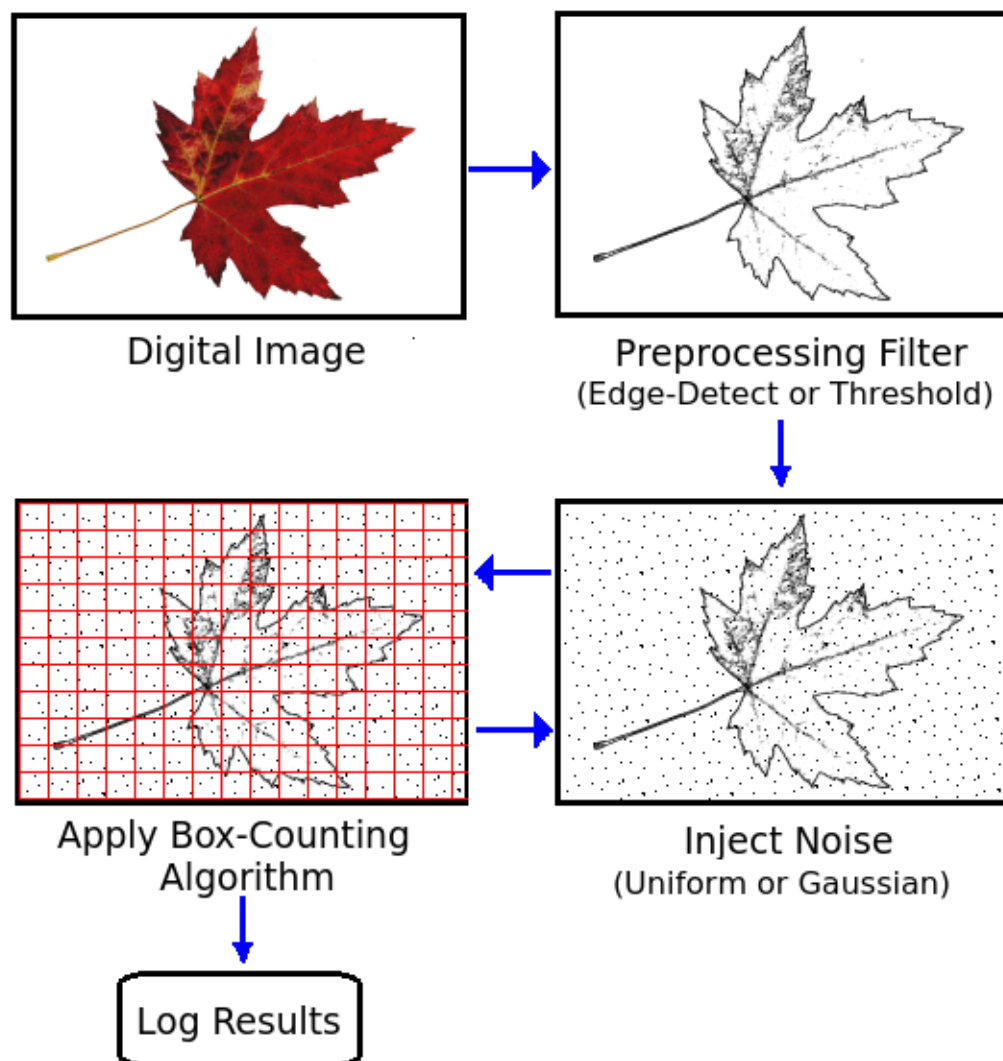 Digital Image
Preprocessing Filter
(Edge-Detect or Threshold)
Apply Box-Counting
Algorithm
Inject Noise
(Uniform or Gaussian)
Log Results